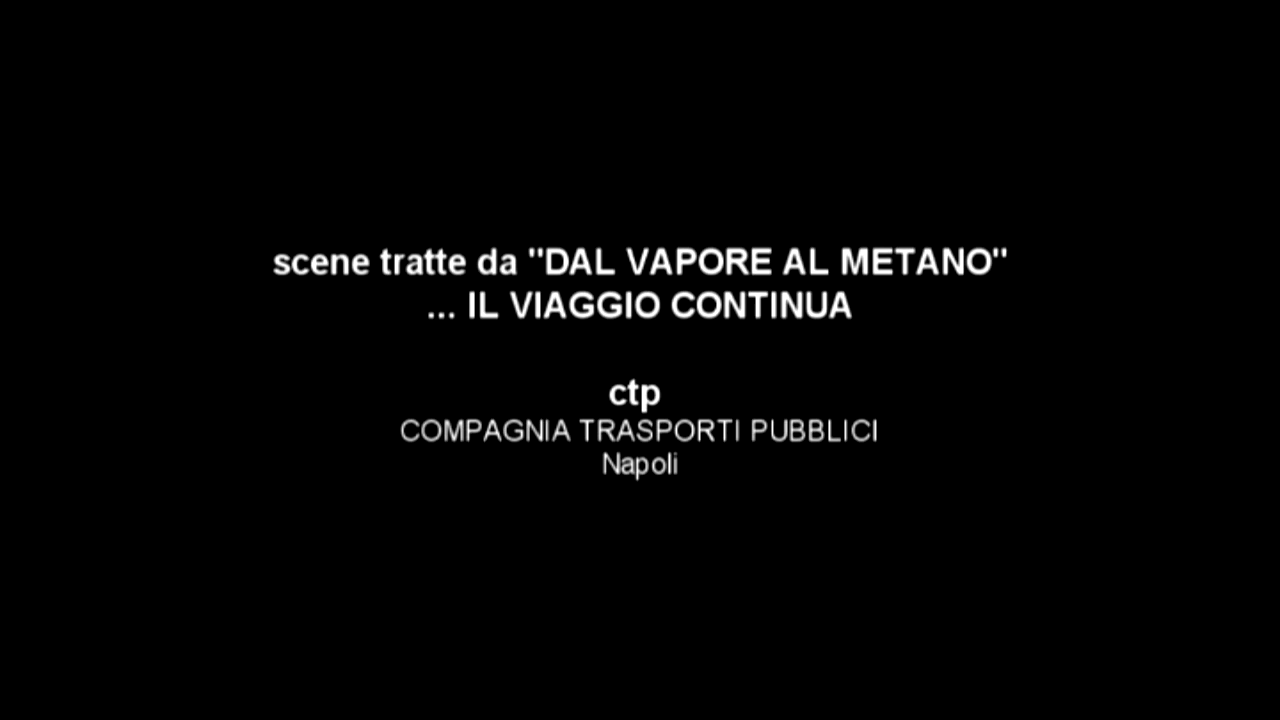 scene tratte da "DAL VAPORE AL METANO"
... IL VIAGGIO CONTINUA
ctp
COMPAGNIA TRASPORTI PUBBLICI
Napoli